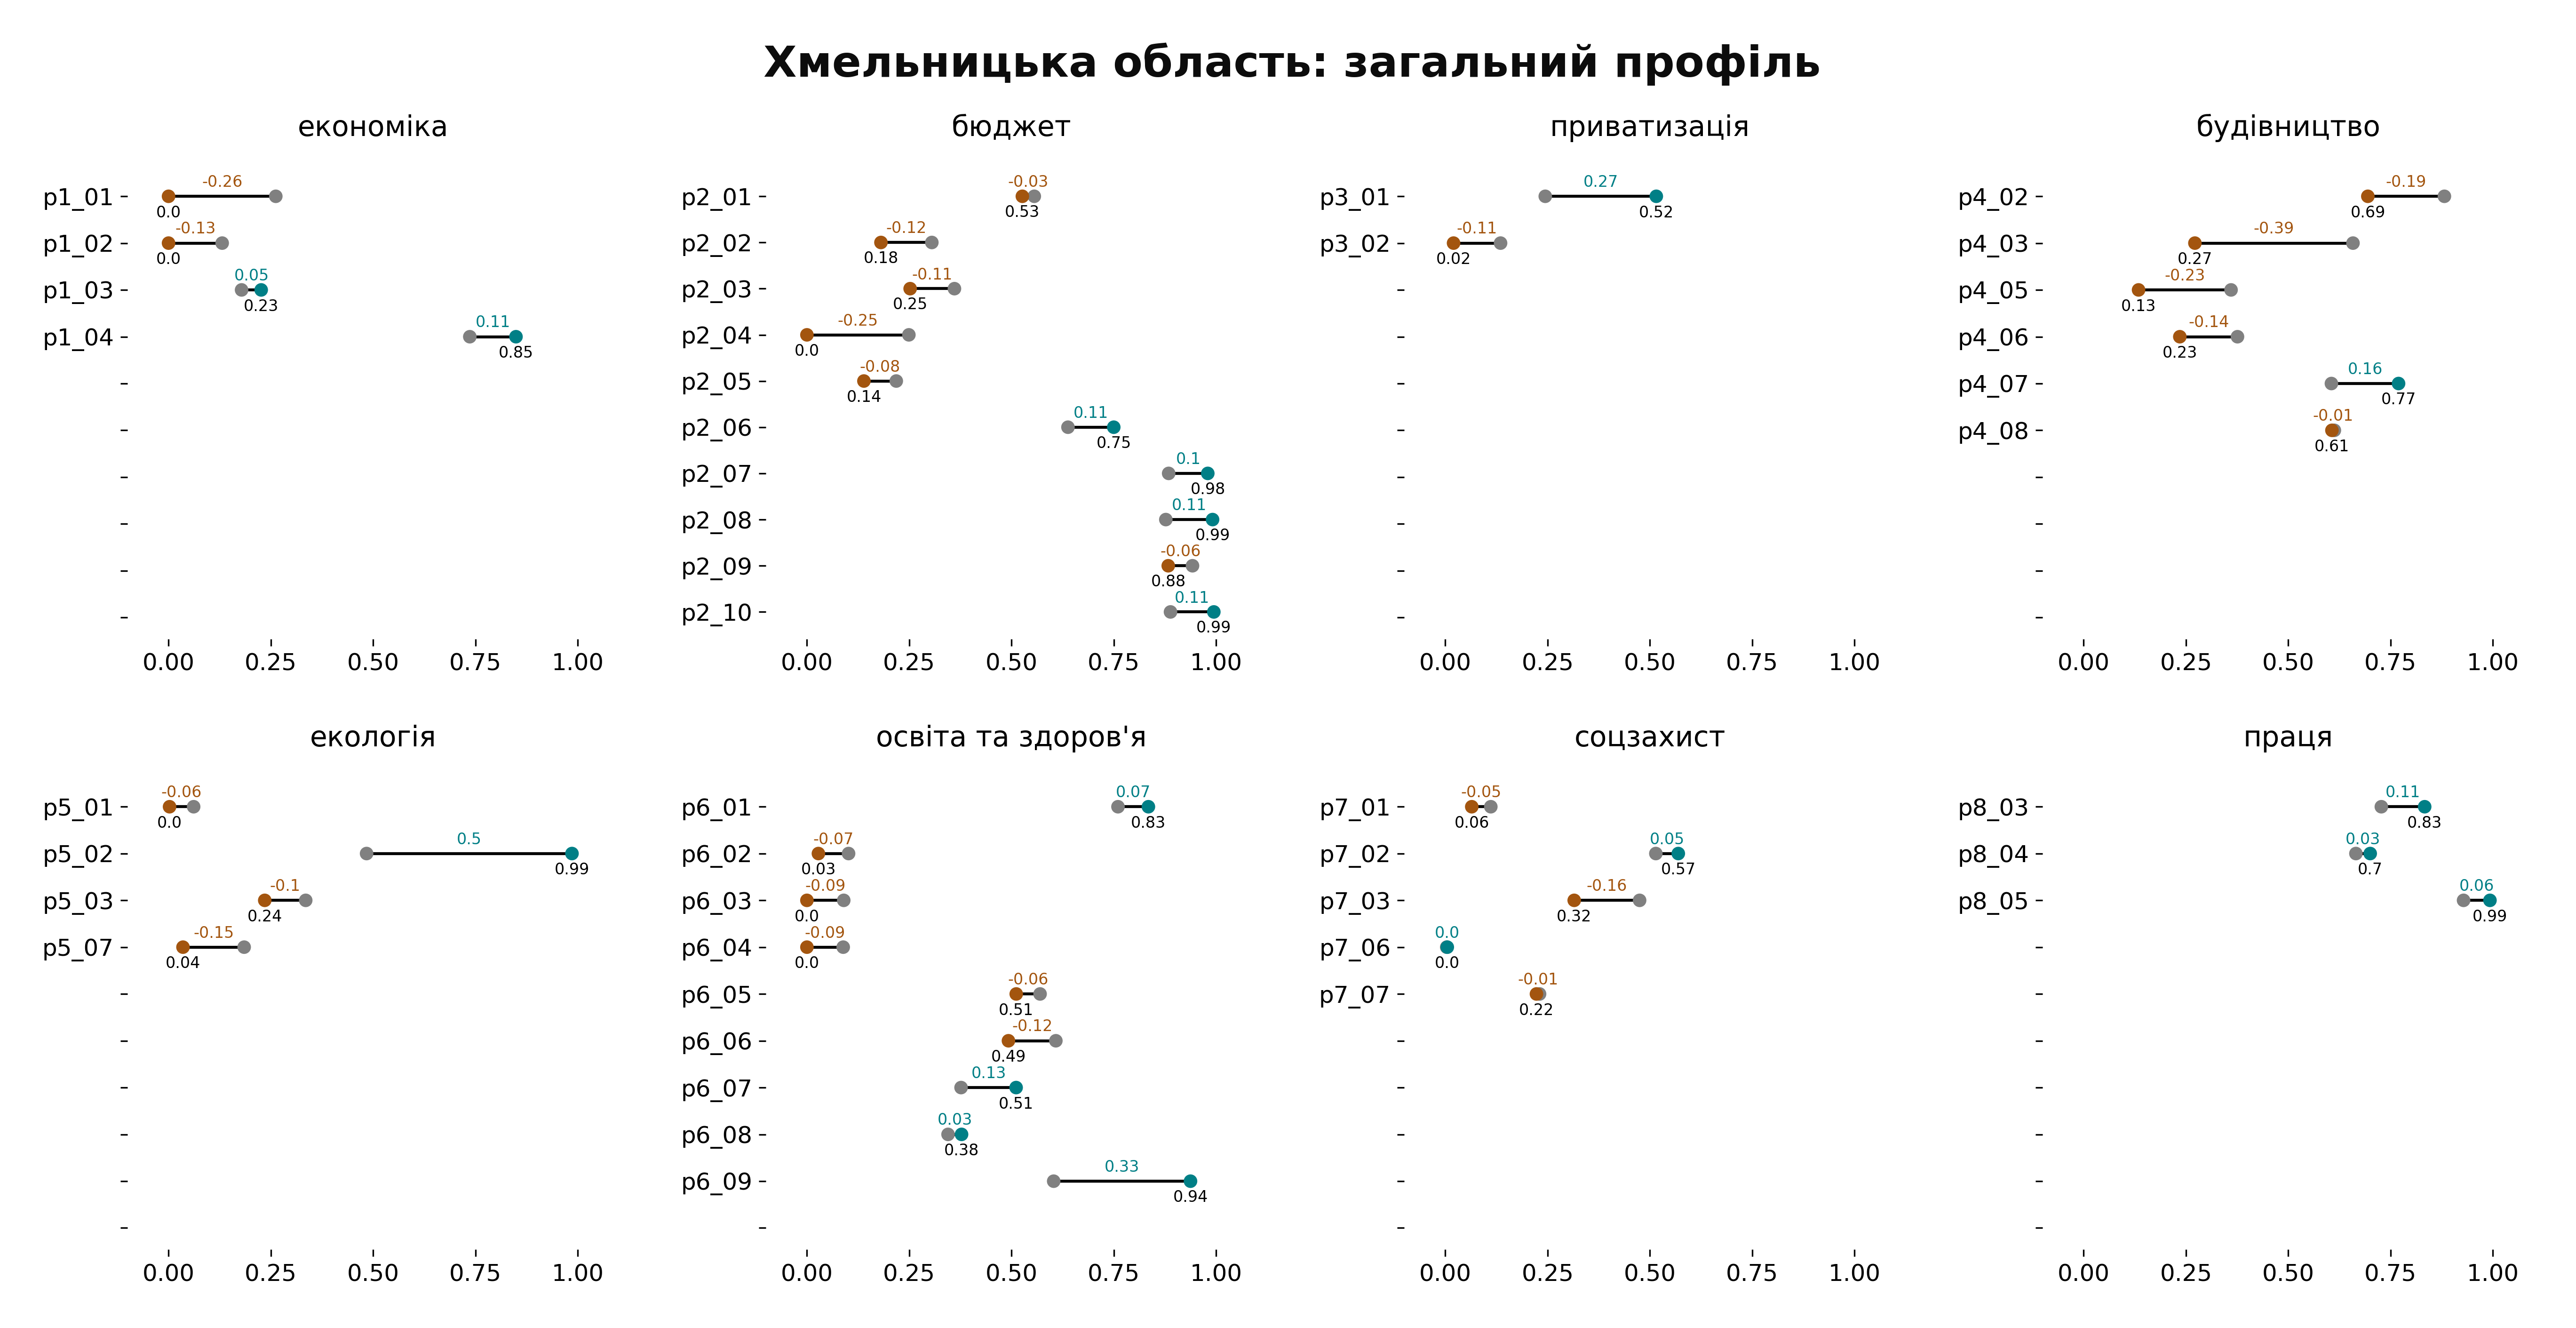 Хмельницька область: загальний профіль
економіка
p1_01
-0.26
0.0
p1_02
-0.13
0.0
p1_03
0.05
0.23
p1_04
0.11
0.85
0.00 0.25 0.50 0.75 1.00
бюджет
p2_01
-0.03
0.53
p2_02
-0.12
0.18
p2_03
-0.11
0.25
p2_04
-0.25
0.0
p2_05
-0.08
0.14
p2_06
0.11
0.75
p2_07
0.1
0.98
p2_08
0.11
0.99
p2_09
-0.06
0.88
p2_10
0.11
0.99
0.00 0.25 0.50 0.75 1.00
приватизація
p3_01
0.27
0.52
p3_02
-0.11
0.02
0.00 0.25 0.50 0.75 1.00
будівництво
p4_02
-0.19
0.69
p4_03
-0.39
0.27
p4_05
-0.23
0.13
p4_06
-0.14
0.23
p4_07
0.16
0.77
p4_08
-0.01
0.61
0.00 0.25 0.50 0.75 1.00
екологія
p5_01
-0.06
0.0
p5_02
0.5
0.99
p5_03
-0.1
0.24
p5_07
-0.15
0.04
0.00 0.25 0.50 0.75 1.00
освіта та здоров'я
p6_01
0.07
0.83
p6_02
-0.07
0.03
p6_03
-0.09
0.0
p6_04
-0.09
0.0
p6_05
-0.06
0.51
p6_06
-0.12
0.49
p6_07
0.13
0.51
p6_08
0.03
0.38
p6_09
0.33
0.94
0.00 0.25 0.50 0.75 1.00
соцзахист
p7_01
-0.05
0.06
p7_02
0.05
0.57
p7_03
-0.16
0.32
p7_06
0.0
0.0
p7_07
-0.01
0.22
0.00 0.25 0.50 0.75 1.00
праця
p8_03
0.11
0.83
p8_04
0.03
0.7
p8_05
0.06
0.99
0.00 0.25 0.50 0.75 1.00